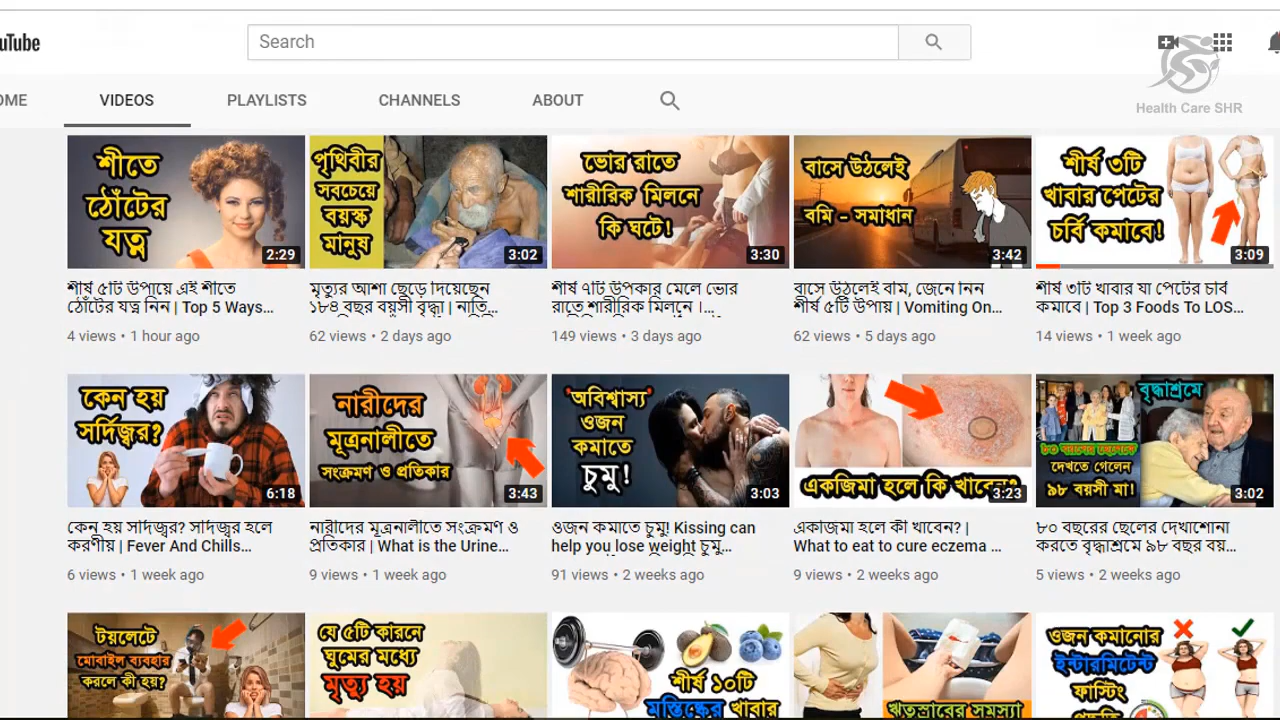 uTube
Search
Health Care SHR
OME
VIDEOS
PLAYLISTS
CHANNELS
ABOUT
শীতে
ঠোঁটের
যত্ন
2:29
পৃথিবীর
সবচেয়ে
বয়স্ক
মানুষ
3:02
ভোর রাতে
শারীরিক মিলনে
কি ঘটে!
3:30
বাসে উঠলেই
বমি - সমাধান
3:42
শীর্ষ ৩টি
খাবার পেটের
চর্বি কমাবে!
3:09
শীর্ষ ৫টি উপায়ে এই শীতে
ঠোঁটের যত্ন নিন | Top 5 Ways...
4 views • 1 hour ago
মৃত্যুর আশা ছেড়ে দিয়েছেন
১৮৪ বছর বয়সী বৃদ্ধা | নাতি...
62 views • 2 days ago
শীর্ষ ৭টি উপকার মেলে ভোর
রাতে শারীরিক মিলনে ।...
149 views • 3 days ago
বাসে উঠলেই বমি, জেনে নিন
শীর্ষ ৫টি উপায় | Vomiting On...
62 views • 5 days ago
শীর্ষ ৩টি খাবার যা পেটের চর্বি
কমাবে | Top 3 Foods To LOS...
14 views • 1 week ago
কেন হয়
সর্দিজ্বর?
6:18
নারীদের
মূত্রনালীতে
সংক্রমণ ও প্রতিকার
3:43
'অবিশ্বাস্য'
ওজন
কমাতে
চুমু!
3:03
একজিমা হলে কি খাবেন?
3:23
বৃদ্ধাশ্রমে
দেখতে গেলেন
৯৮ বয়সী মা!
3:02
কেন হয় সর্দিজ্বর? সর্দিজ্বর হলে
করণীয় | Fever And Chills...
6 views • 1 week ago
নারীদের মূত্রনালীতে সংক্রমণ ও
প্রতিকার | What is the Urine...
9 views • 1 week ago
ওজন কমাতে চুমু! Kissing can
help you lose weight চুমু...
91 views • 2 weeks ago
একজিমা হলে কী খাবেন? |
What to eat to cure eczema ...
9 views • 2 weeks ago
৮০ বছরের ছেলের দেখাশোনা
করতে বৃদ্ধাশ্রমে ৯৮ বছর বয়...
5 views • 2 weeks ago
টয়লেটে
মোবাইল ব্যবহার
করলে কী হয়?
যে ৫টি কারনে
ঘুমের মধ্যে
মৃত্যু হয়
শীর্ষ ১০টি
মস্তিষ্কের খাবার
ঋতুস্রাবের সমস্যা
ওজন কমানোর
ইন্টারমিটেন্ট
ফাস্টিং
পদ্ধতি